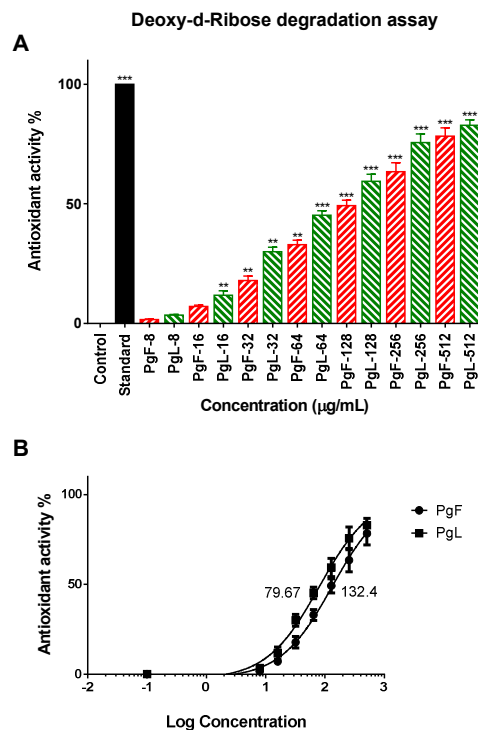 Deoxy-d-Ribose degradation assay
A
Antioxidant activity %
100
50
0
***
**
**
**
**
***
***
***
***
***
***
***
Control
Standard
PgF-8
PgL-8
PgF-16
PgL-16
PgF-32
PgL-32
PgF-64
PgL-64
PgF-128
PgL-128
PgF-256
PgL-256
PgF-512
PgL-512
Concentration (μg/mL)
B
Antioxidant activity %
100
50
0
79.67
132.4
PgF
PgL
-2
-1
0
1
2
3
Log Concentration